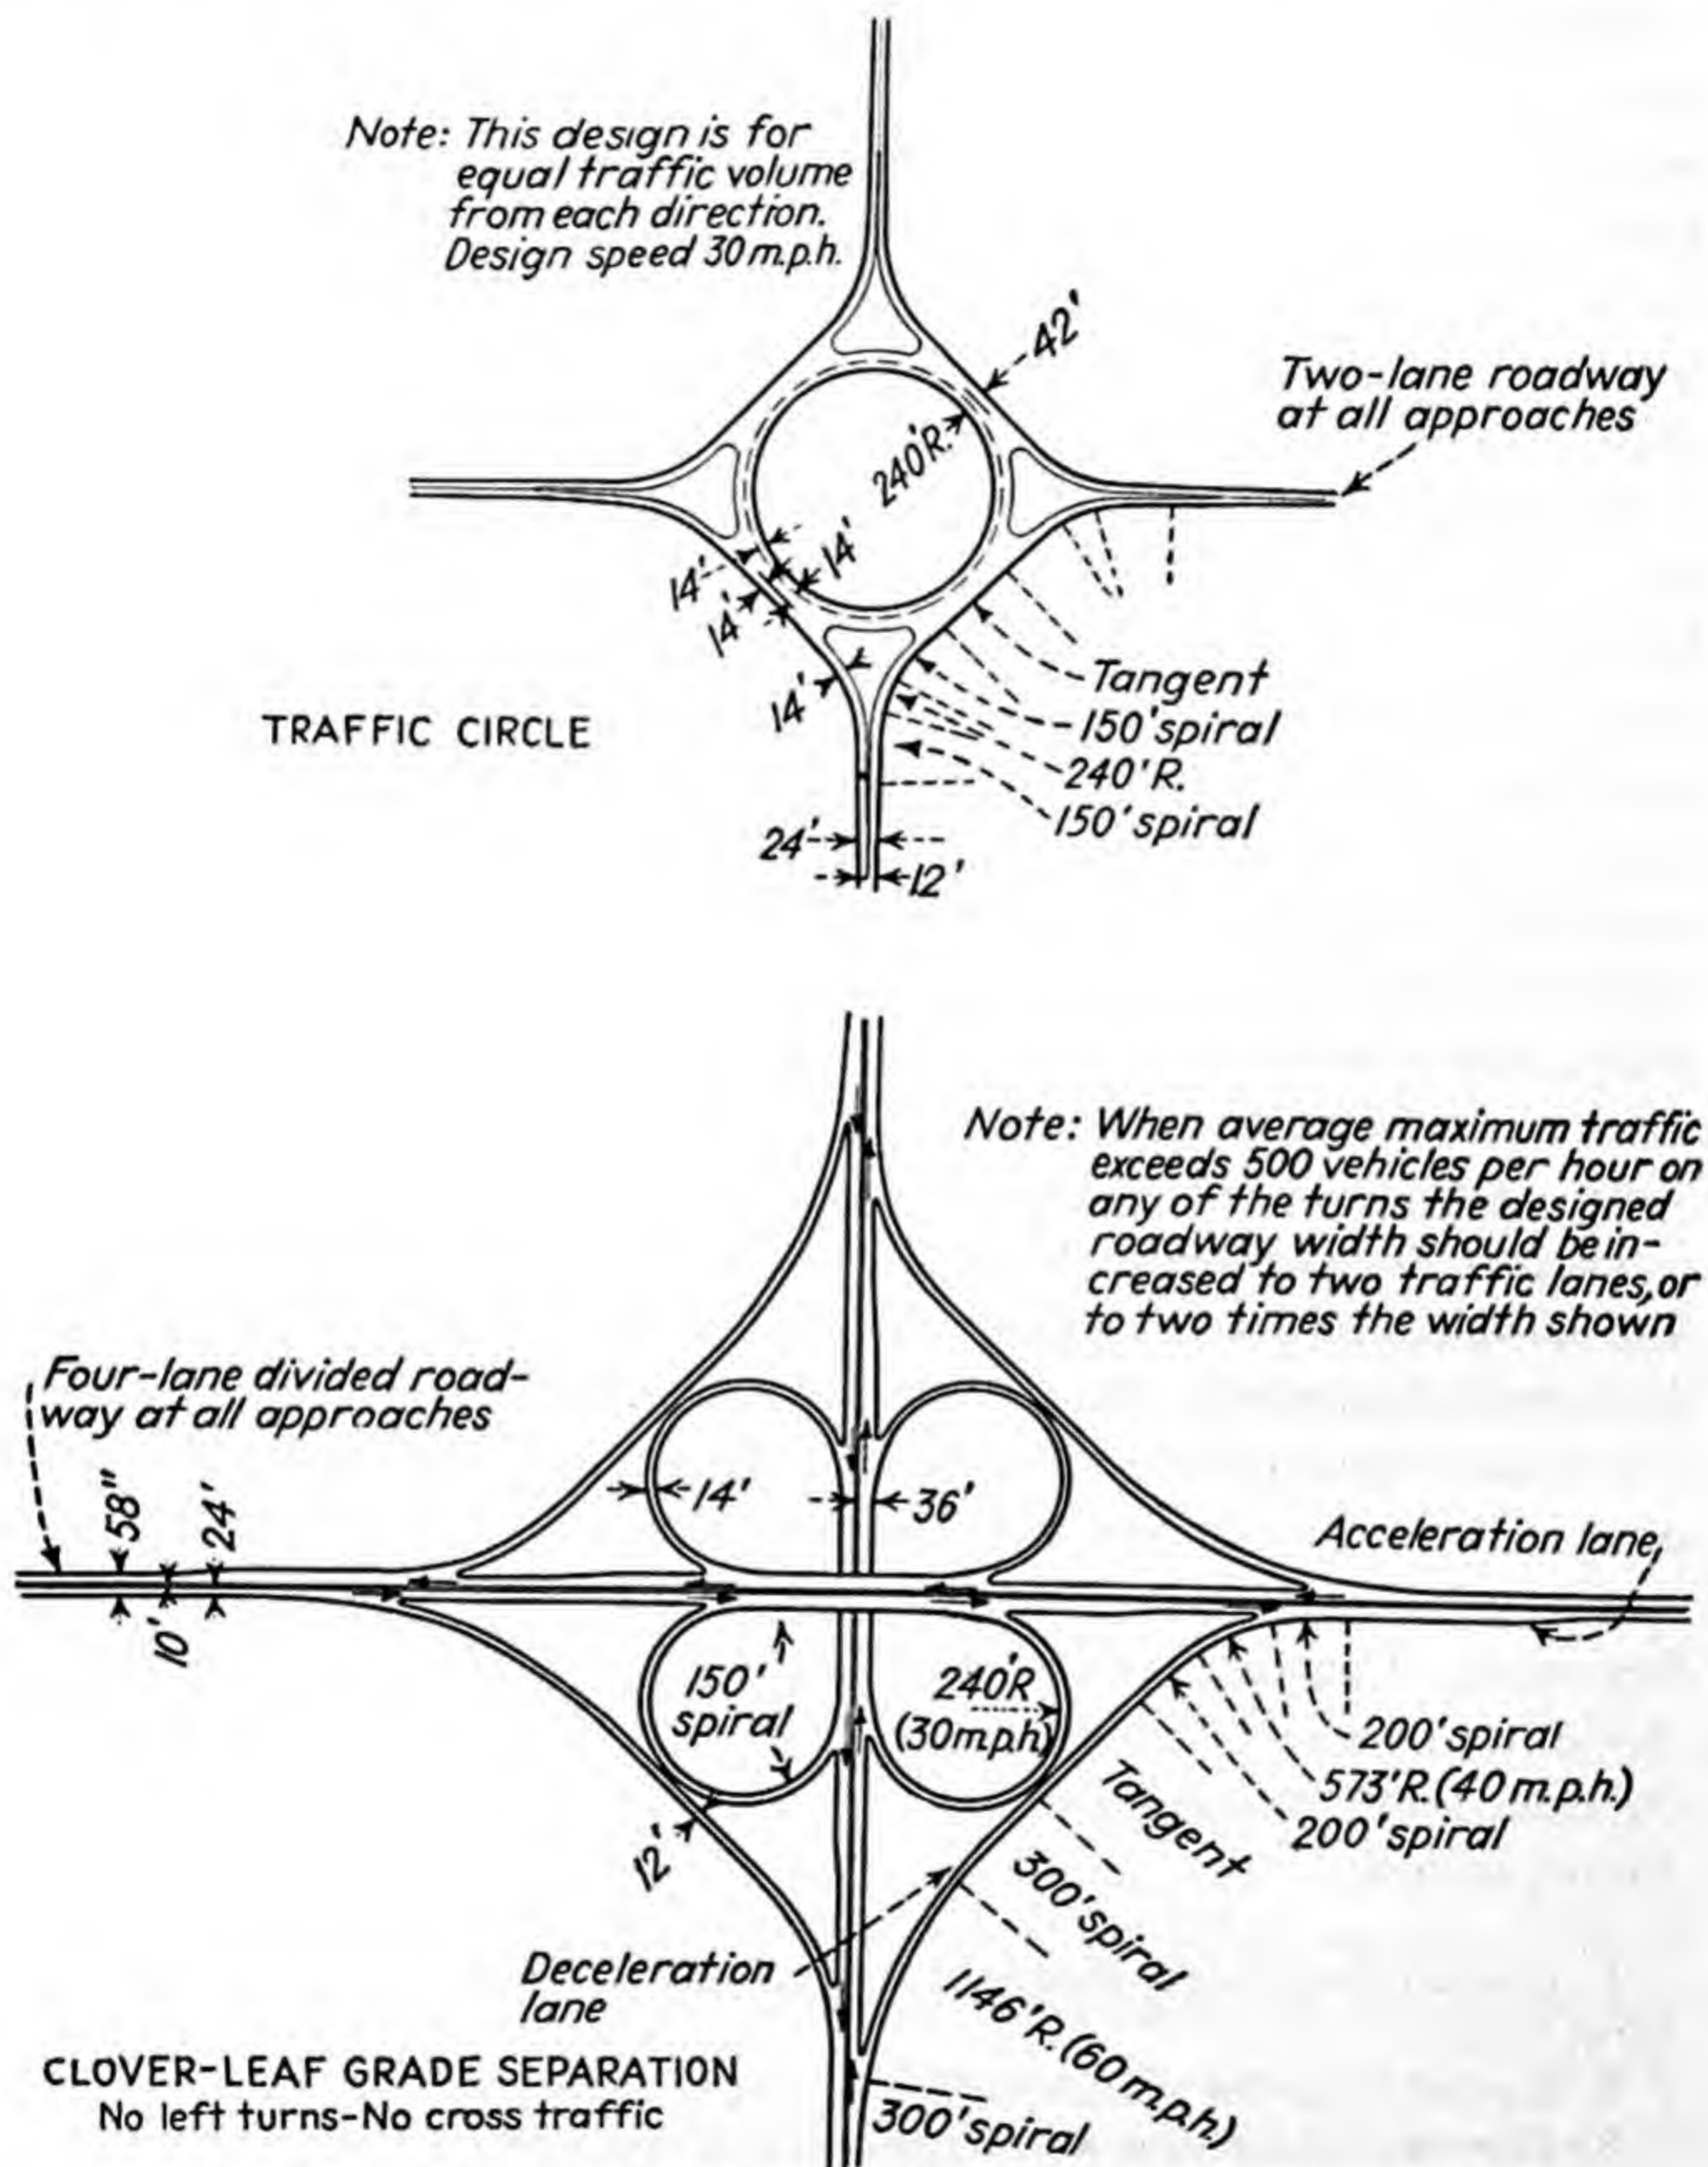 Note: This design is for
equal traffic volume
from each direction.
Design speed 30 m.p.h.
42'
Two-lane roadway
at all approaches
240'R.
14'
14'
14'
14'
Tangent
150' spiral
240' R.
150' spiral
TRAFFIC CIRCLE
24'
12'
Note: When average maximum traffic
exceeds 500 vehicles per hour on
any of the turns the designed
roadway width should be in-
creased to two traffic lanes, or
to two times the width shown
Four-lane divided road-
way at all approaches
58"
24'
10'
14'
36'
Acceleration lane
150'
spiral
240'R
(30 m.p.h)
200' spiral
573'R. (40 m.p.h.)
200' spiral
Tangent
12'
300' spiral
Deceleration
lane
1146' R. (60 m.p.h.)
300' spiral
CLOVER-LEAF GRADE SEPARATION
No left turns-No cross traffic